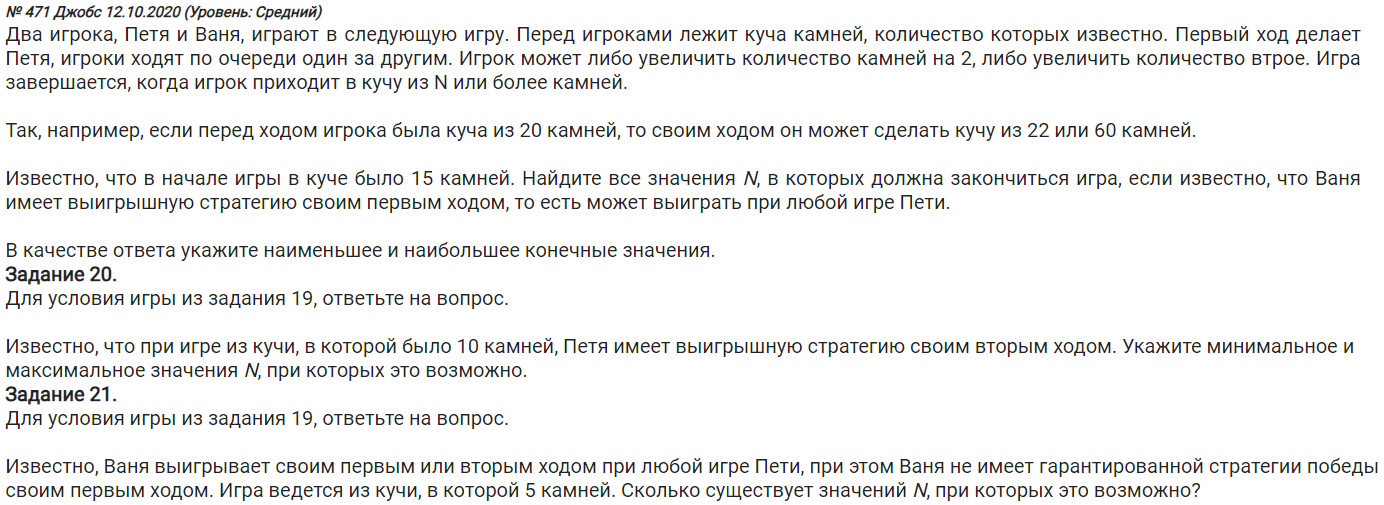 № 471 Джобс 12.10.2020 (Уровень: Средний)
Два игрока, Петя и Ваня, играют в следующую игру. Перед игроками лежит куча камней, количество которых известно. Первый ход делает
Петя, игроки ходят по очереди один за другим. Игрок может либо увеличить количество камней на 2, либо увеличить количество втрое. Игра
завершается, когда игрок приходит в кучу из N или более камней.
Так, например, если перед ходом игрока была куча из 20 камней, то своим ходом он может сделать кучу из 22 или 60 камней.
Известно, что в начале игры в куче было 15 камней. Найдите все значения N, в которых должна закончиться игра, если известно, что Ваня
имеет выигрышную стратегию своим первым ходом, то есть может выиграть при любой игре Пети.
В качестве ответа укажите наименьшее и наибольшее конечные значения.
Задание 20.
Для условия игры из задания 19, ответьте на вопрос.
Известно, что при игре из кучи, в которой было 10 камней, Петя имеет выигрышную стратегию своим вторым ходом. Укажите минимальное и
максимальное значения N, при которых это возможно.
Задание 21.
Для условия игры из задания 19, ответьте на вопрос.
Известно, Ваня выигрывает своим первым или вторым ходом при любой игре Пети, при этом Ваня не имеет гарантированной стратегии победы
своим первым ходом. Игра ведется из кучи, в которой 5 камней. Сколько существует значений N, при которых это возможно?